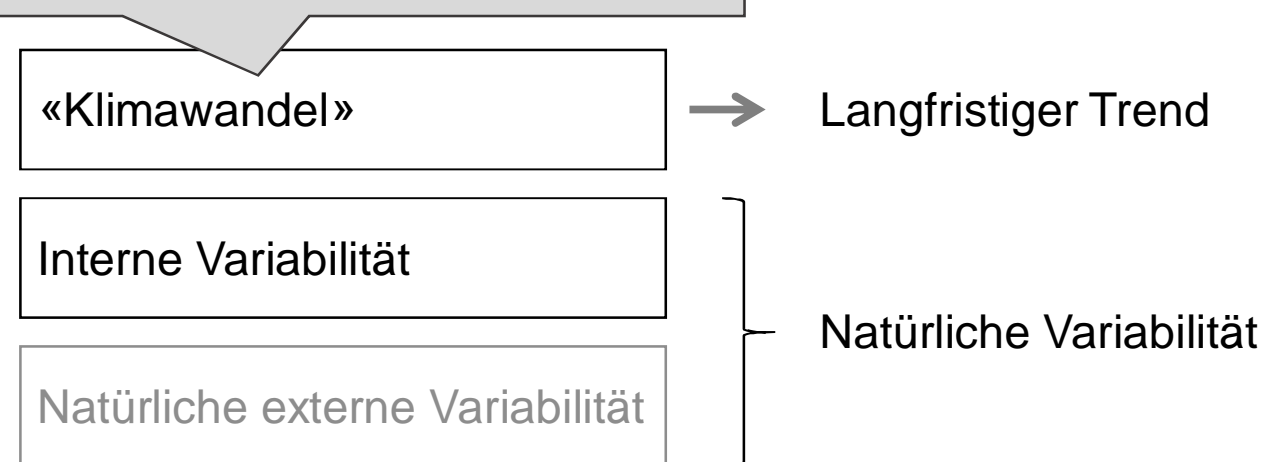 «Klimawandel»
Langfristiger Trend
Interne Variabilität
Natürliche Variabilität
Natürliche externe Variabilität